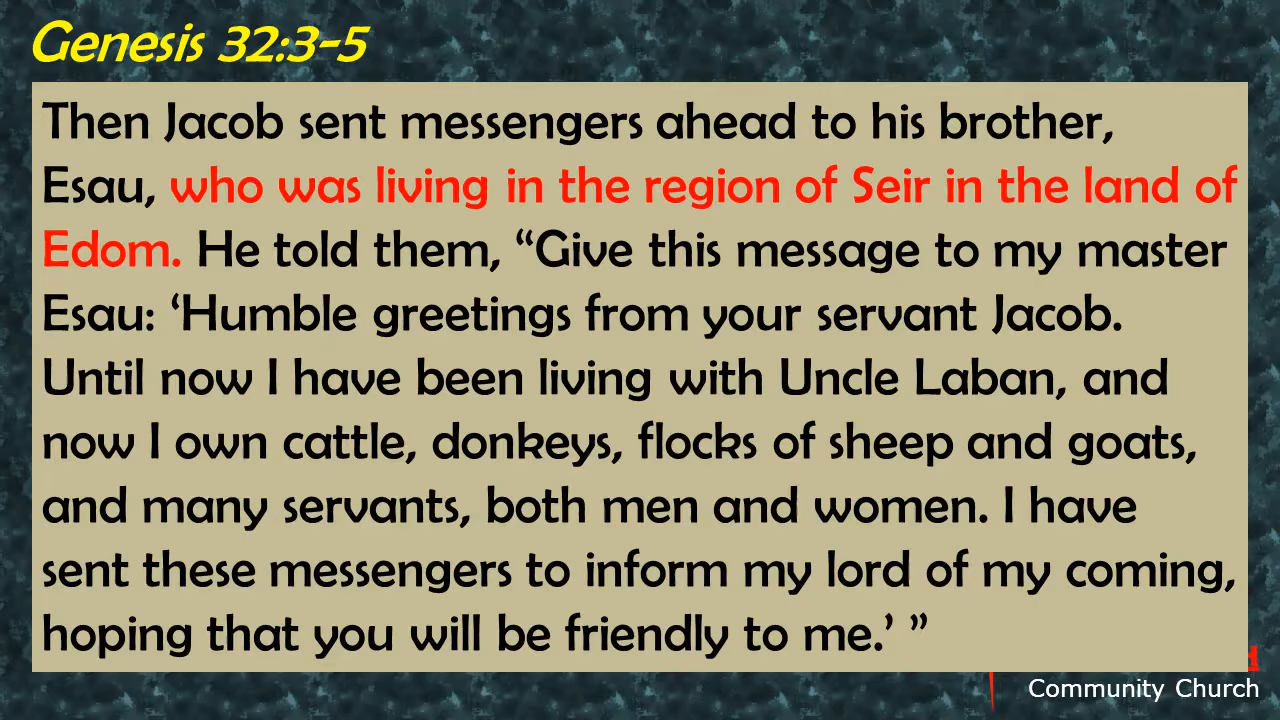 Genesis 32:3-5
Then Jacob sent messengers ahead to his brother,
Esau, who was living in the region of Seir in the land of
Edom. He told them, “Give this message to my master
Esau: ‘Humble greetings from your servant Jacob.
Until now I have been living with Uncle Laban, and
now I own cattle, donkeys, flocks of sheep and goats,
and many servants, both men and women. I have
sent these messengers to inform my lord of my coming,
hoping that you will be friendly to me.’ ”
Community Church